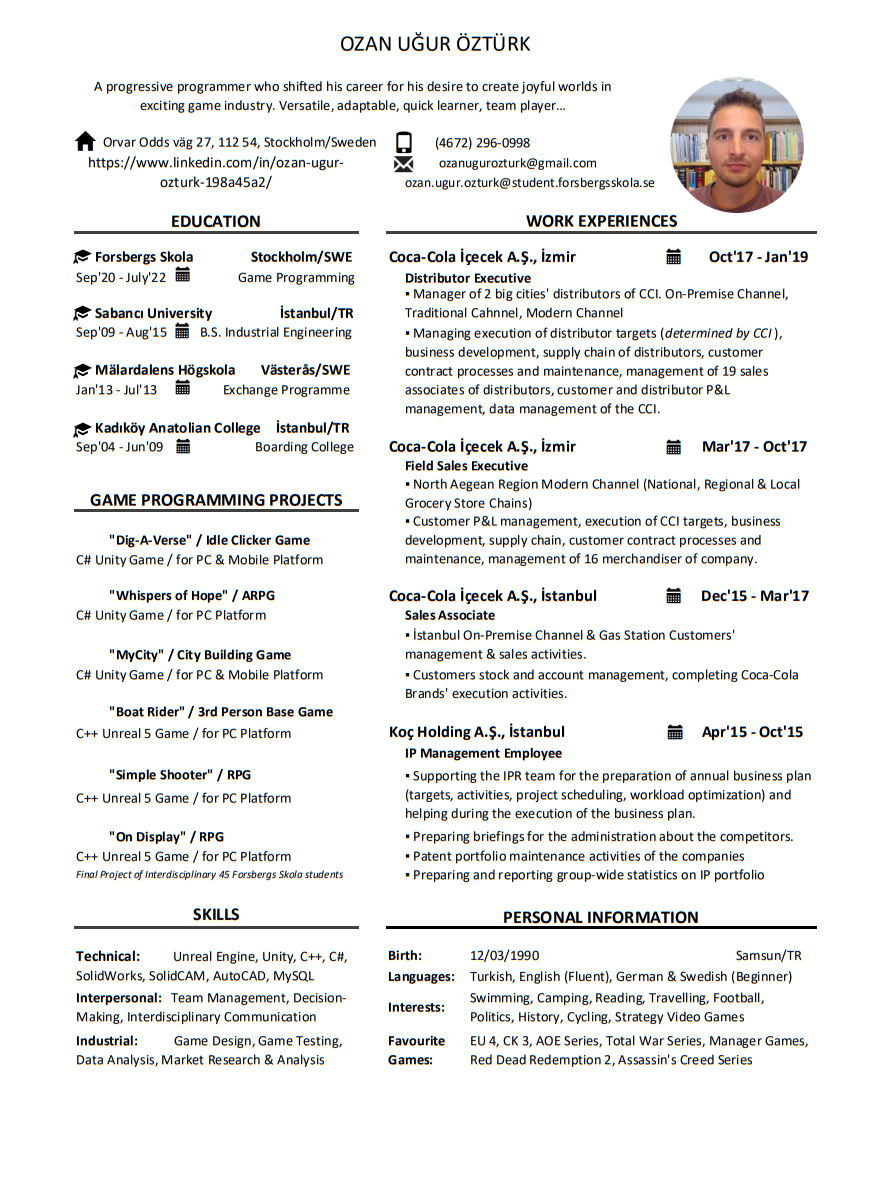 OZAN UĞUR ÖZTÜRK
A progressive programmer who shifted his career for his desire to create joyful worlds in
exciting game industry. Versatile, adaptable, quick learner, team player…
Orvar Odds väg 27, 112 54, Stockholm/Sweden
https://www.linkedin.com/in/ozan-ugur-
ozturk-198a45a2/
(4672) 296-0998
ozanugurozturk@gmail.com
ozan.ugur.ozturk@student.forsbergsskola.se
EDUCATION
Forsbergs Skola Stockholm/SWE
Sep'20 - July'22 Game Programming
Sabancı University İstanbul/TR
Sep'09 - Aug'15 B.S. Industrial Engineering
Mälardalens Högskola Västerås/SWE
Jan'13 - Jul'13 Exchange Programme
Kadıköy Anatolian College İstanbul/TR
Sep'04 - Jun'09 Boarding College
GAME PROGRAMMING PROJECTS
"Dig-A-Verse" / Idle Clicker Game
C# Unity Game / for PC & Mobile Platform
"Whispers of Hope" / ARPG
C# Unity Game / for PC Platform
"MyCity" / City Building Game
C# Unity Game / for PC & Mobile Platform
"Boat Rider" / 3rd Person Base Game
C++ Unreal 5 Game / for PC Platform
"Simple Shooter" / RPG
C++ Unreal 5 Game / for PC Platform
"On Display" / RPG
C++ Unreal 5 Game / for PC Platform
Final Project of Interdisciplinary 45 Forsbergs Skola students
SKILLS
Technical: Unreal Engine, Unity, C++, C#,
SolidWorks, SolidCAM, AutoCAD, MySQL
Interpersonal: Team Management, Decision-
Making, Interdisciplinary Communication
Industrial: Game Design, Game Testing,
Data Analysis, Market Research & Analysis
WORK EXPERIENCES
Coca-Cola İçecek A.Ş., İzmir Oct'17 - Jan'19
Distributor Executive
▪ Manager of 2 big cities' distributors of CCI. On-Premise Channel,
Traditional Cahnnel, Modern Channel
▪ Managing execution of distributor targets (determined by CCI ),
business development, supply chain of distributors, customer
contract processes and maintenance, management of 19 sales
associates of distributors, customer and distributor P&L
management, data management of the CCI.
Coca-Cola İçecek A.Ş., İzmir Mar'17 - Oct'17
Field Sales Executive
▪ North Aegean Region Modern Channel (National, Regional & Local
Grocery Store Chains)
▪ Customer P&L management, execution of CCI targets, business
development, supply chain, customer contract processes and
maintenance, management of 16 merchandiser of company.
Coca-Cola İçecek A.Ş., İstanbul Dec'15 - Mar'17
Sales Associate
▪ İstanbul On-Premise Channel & Gas Station Customers'
management & sales activities.
▪ Customers stock and account management, completing Coca-Cola
Brands' execution activities.
Koç Holding A.Ş., İstanbul Apr'15 - Oct'15
IP Management Employee
▪ Supporting the IPR team for the preparation of annual business plan
(targets, activities, project scheduling, workload optimization) and
helping during the execution of the business plan.
▪ Preparing briefings for the administration about the competitors.
▪ Patent portfolio maintenance activities of the companies
▪ Preparing and reporting group-wide statistics on IP portfolio
PERSONAL INFORMATION
Birth: 12/03/1990 Samsun/TR
Languages: Turkish, English (Fluent), German & Swedish (Beginner)
Interests: Swimming, Camping, Reading, Travelling, Football,
Politics, History, Cycling, Strategy Video Games
Favourite Games: EU 4, CK 3, AOE Series, Total War Series, Manager Games,
Red Dead Redemption 2, Assassin's Creed Series